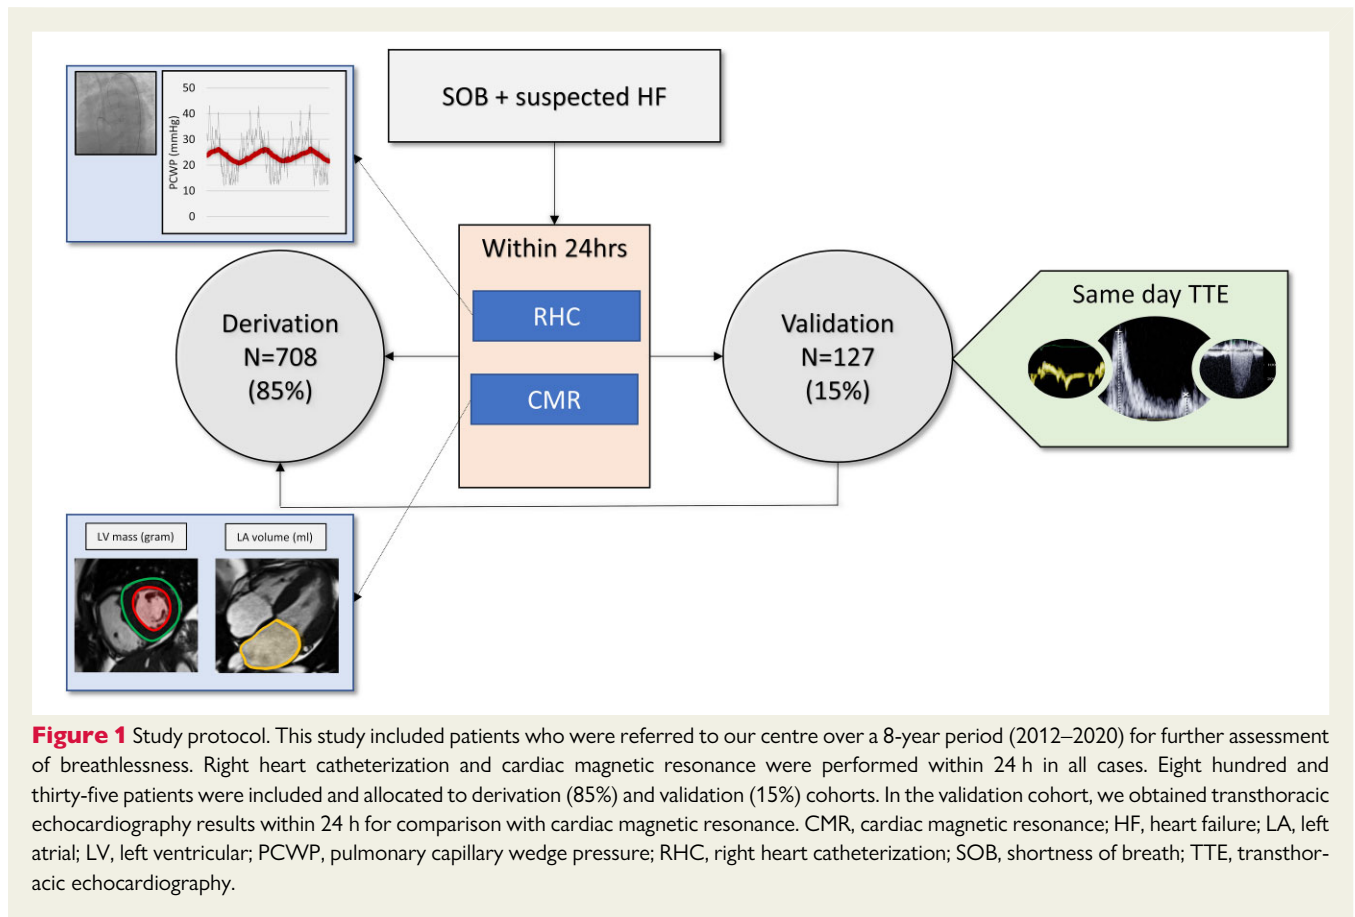 SOB + suspected HF
50
40
30
20
10
0
PCWP (mmHg)
Within 24hrs
RHC
CMR
Derivation
N=708
(85%)
Validation
N=127
(15%)
Same day TTE
LV mass (gram)
LA volume (ml)
Figure 1 Study protocol. This study included patients who were referred to our centre over a 8-year period (2012–2020) for further assessment
of breathlessness. Right heart catheterization and cardiac magnetic resonance were performed within 24 h in all cases. Eight hundred and
thirty-five patients were included and allocated to derivation (85%) and validation (15%) cohorts. In the validation cohort, we obtained transthoracic
echocardiography results within 24 h for comparison with cardiac magnetic resonance. CMR, cardiac magnetic resonance; HF, heart failure; LA, left
atrial; LV, left ventricular; PCWP, pulmonary capillary wedge pressure; RHC, right heart catheterization; SOB, shortness of breath; TTE, transthor-
acic echocardiography.